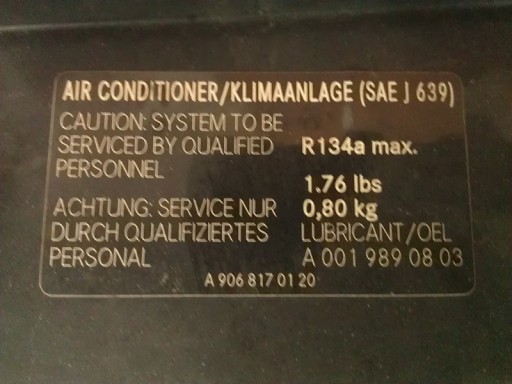 AIR CONDITIONER/KLIMAANLAGE (SAE J 639)
CAUTION: SYSTEM TO BE
SERVICED BY QUALIFIED
PERSONNEL
R134a max.
1.76 lbs
0,80 kg
ACHTUNG: SERVICE NUR
DURCH QUALIFIZIERTES
PERSONAL
LUBRICANT/OEL
A 001 989 08 03
A 906 817 01 20